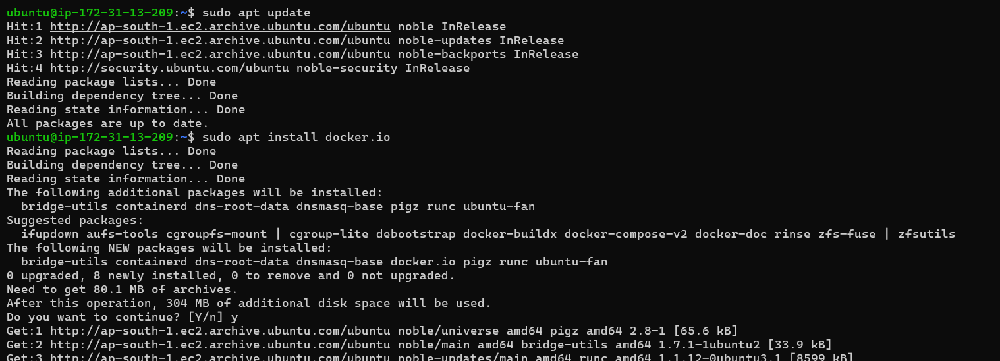 ubuntu@ip-172-31-13-209:~$ sudo apt update
Hit:1 http://ap-south-1.ec2.archive.ubuntu.com/ubuntu noble InRelease
Hit:2 http://ap-south-1.ec2.archive.ubuntu.com/ubuntu noble-updates InRelease
Hit:3 http://ap-south-1.ec2.archive.ubuntu.com/ubuntu noble-backports InRelease
Hit:4 http://security.ubuntu.com/ubuntu noble-security InRelease
Reading package lists... Done
Building dependency tree... Done
Reading state information... Done
All packages are up to date.
ubuntu@ip-172-31-13-209:~$ sudo apt install docker.io
Reading package lists... Done
Building dependency tree... Done
Reading state information... Done
The following additional packages will be installed:
  bridge-utils containerd dns-root-data dnsmasq-base pigz runc ubuntu-fan
Suggested packages:
  ifupdown aufs-tools cgroupfs-mount | cgroup-lite debootstrap docker-buildx docker-compose-v2 docker-doc rinse zfs-fuse | zfsutils
The following NEW packages will be installed:
  bridge-utils containerd dns-root-data dnsmasq-base docker.io pigz runc ubuntu-fan
0 upgraded, 8 newly installed, 0 to remove and 0 not upgraded.
Need to get 80.1 MB of archives.
After this operation, 304 MB of additional disk space will be used.
Do you want to continue? [Y/n] y
Get:1 http://ap-south-1.ec2.archive.ubuntu.com/ubuntu noble/universe amd64 pigz amd64 2.8-1 [65.6 kB]
Get:2 http://ap-south-1.ec2.archive.ubuntu.com/ubuntu noble/main amd64 bridge-utils amd64 1.7.1-1ubuntu2 [33.9 kB]
Get:3 http://ap-south-1.ec2.archive.ubuntu.com/ubuntu noble-updates/main amd64 runc amd64 1.1.12-0ubuntu3.1 [8599 kB]